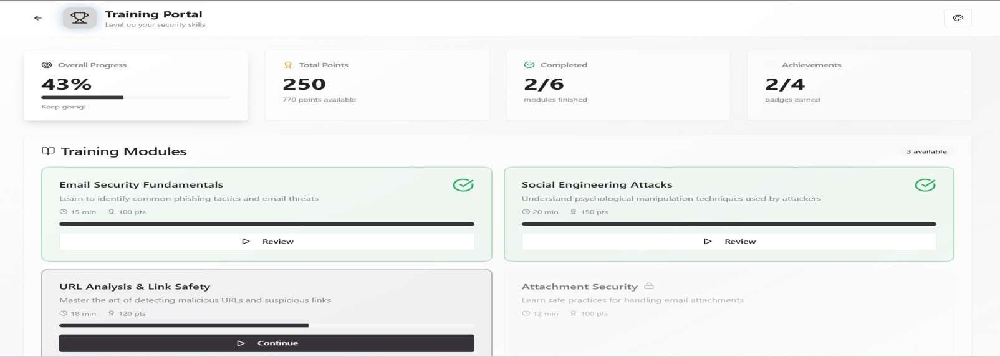 Training Portal
Level up your security skills
Overall Progress
43%
Keep going!
Total Points
250
770 points available
Completed
2/6
modules finished
Achievements
2/4
badges earned
Training Modules
3 available
Email Security Fundamentals
Learn to identify common phishing tactics and email threats
15 min 100 pts
Review
Social Engineering Attacks
Understand psychological manipulation techniques used by attackers
20 min 150 pts
Review
URL Analysis & Link Safety
Master the art of detecting malicious URLs and suspicious links
18 min 120 pts
Continue
Attachment Security
Learn safe practices for handling email attachments
12 min 100 pts